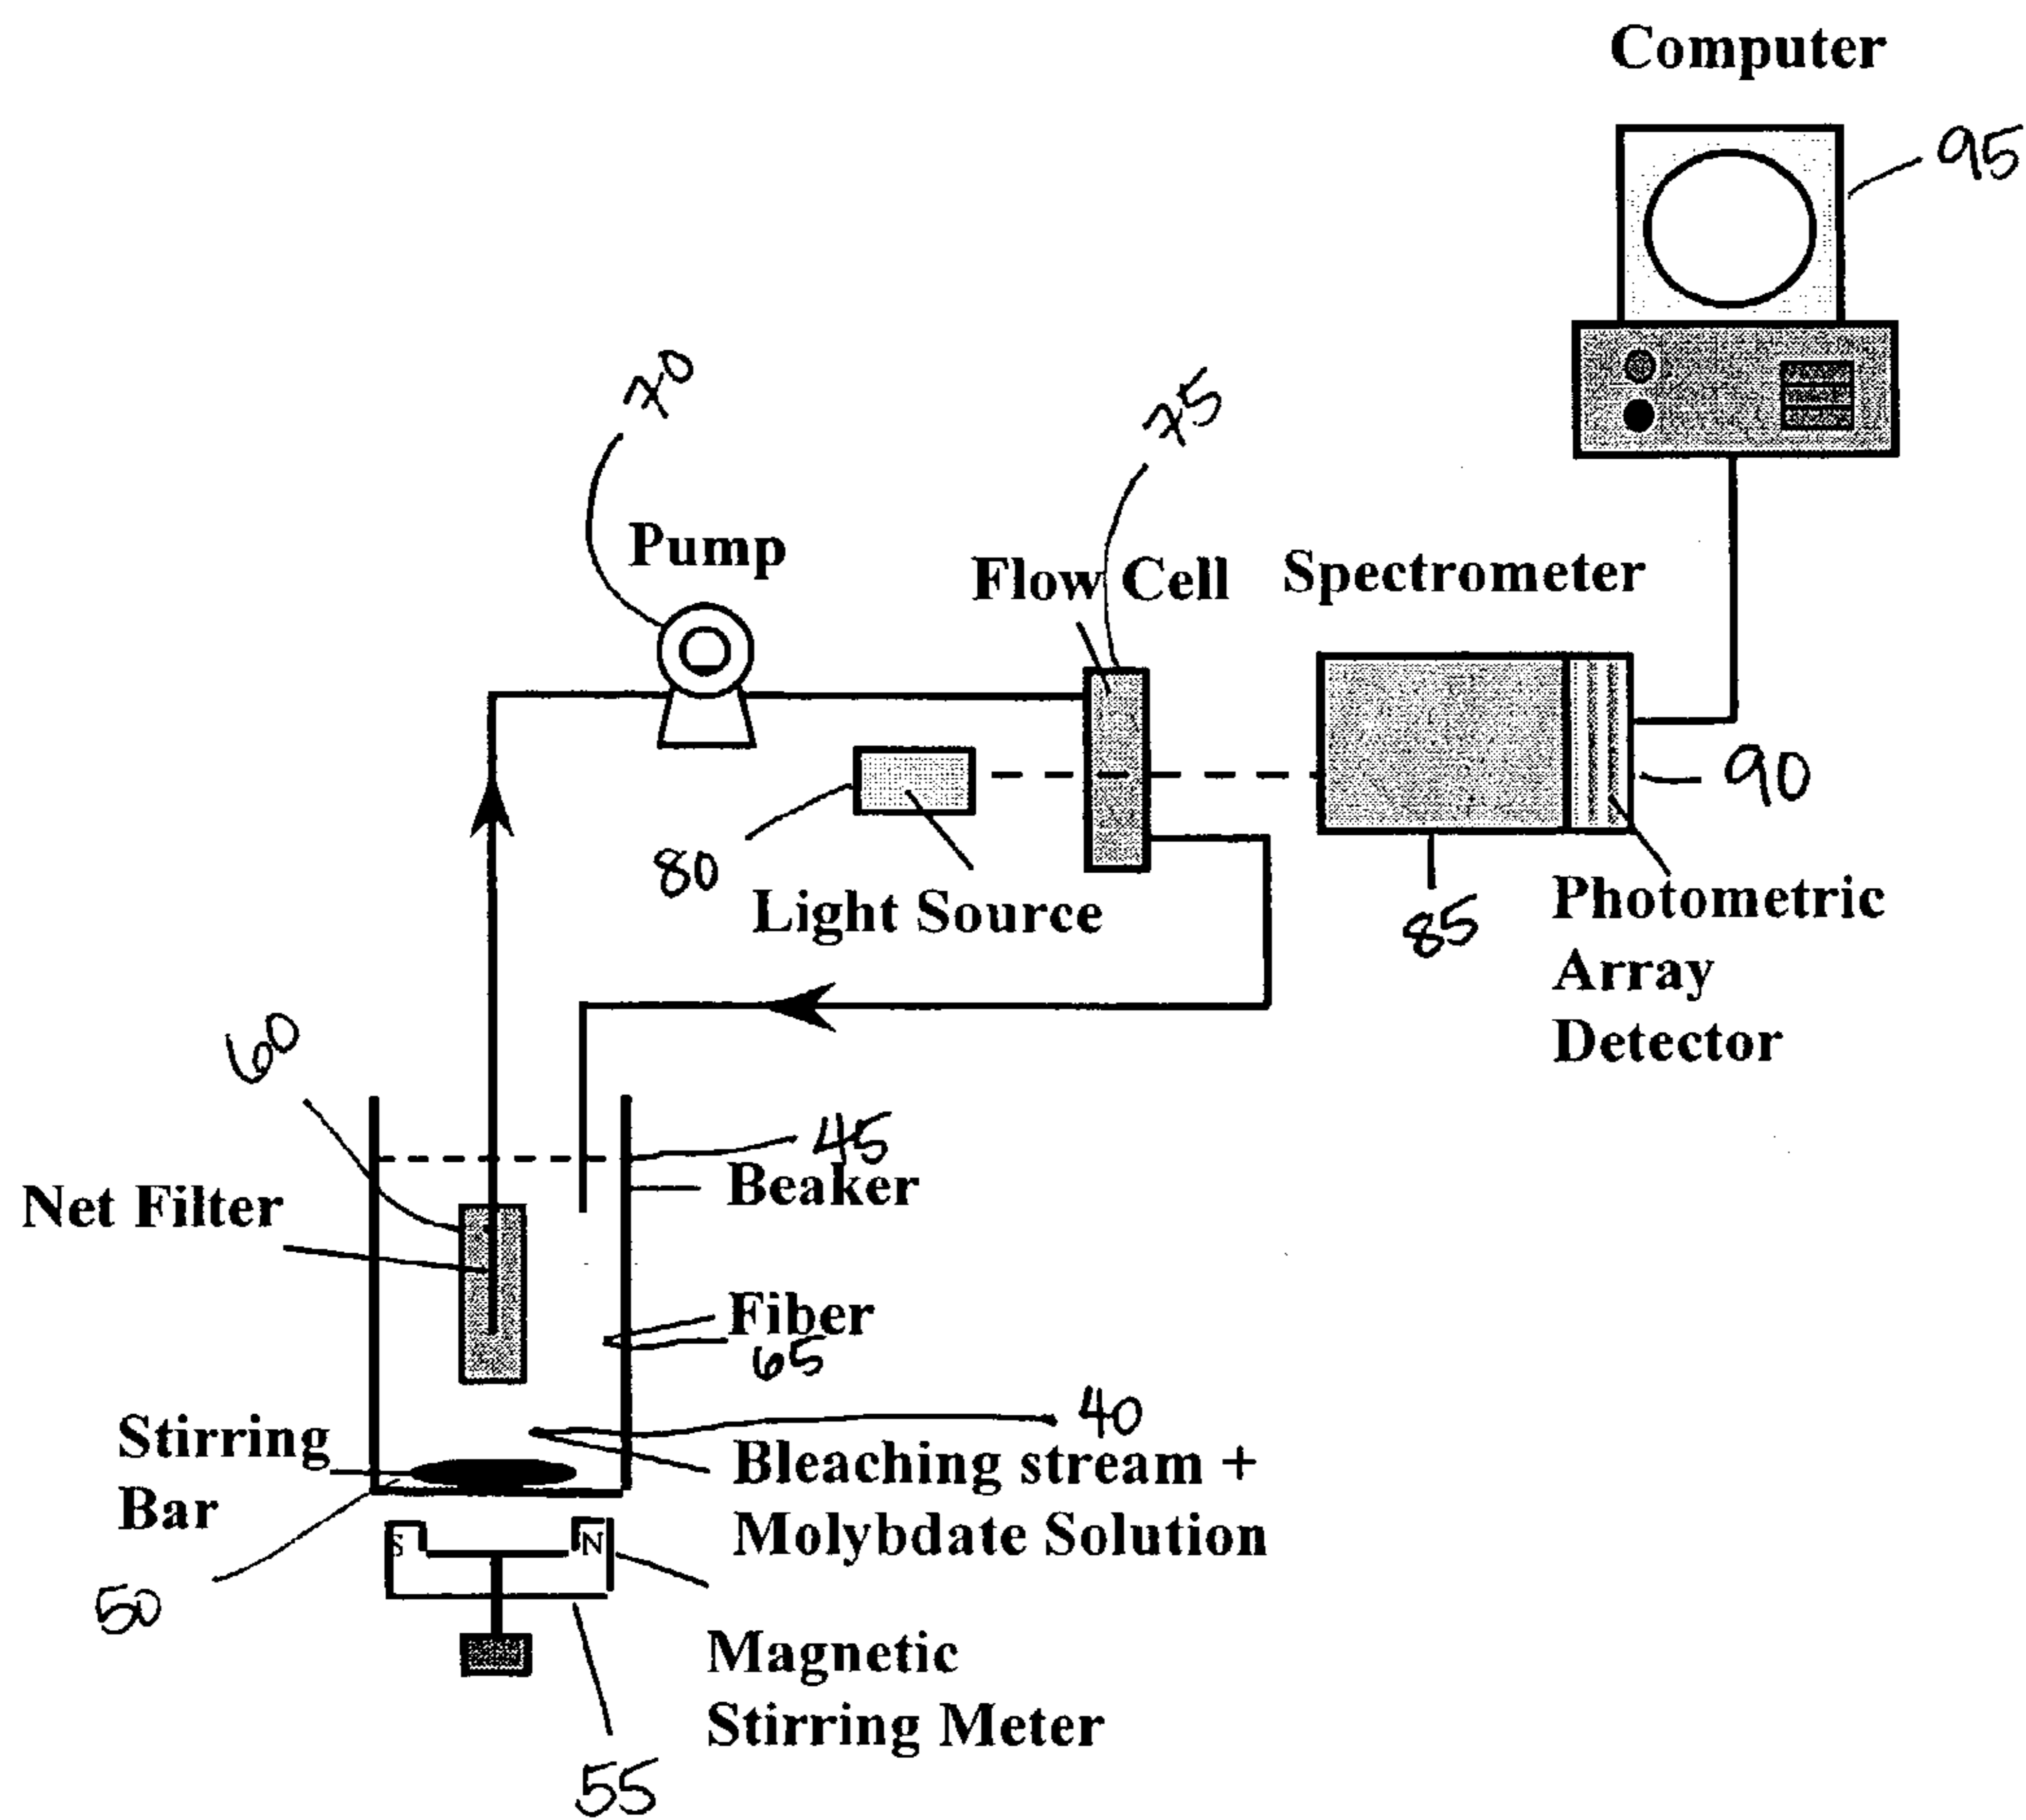 Computer
95
70
75
Pump
Flow Cell
Spectrometer
90
80
Light Source
85
Photometric
Array
Detector
60
45
Beaker
Net Filter
Fiber
65
40
Stirring
Bar
Bleaching stream +
Molybdate Solution
S
N
50
Magnetic
Stirring Meter
55